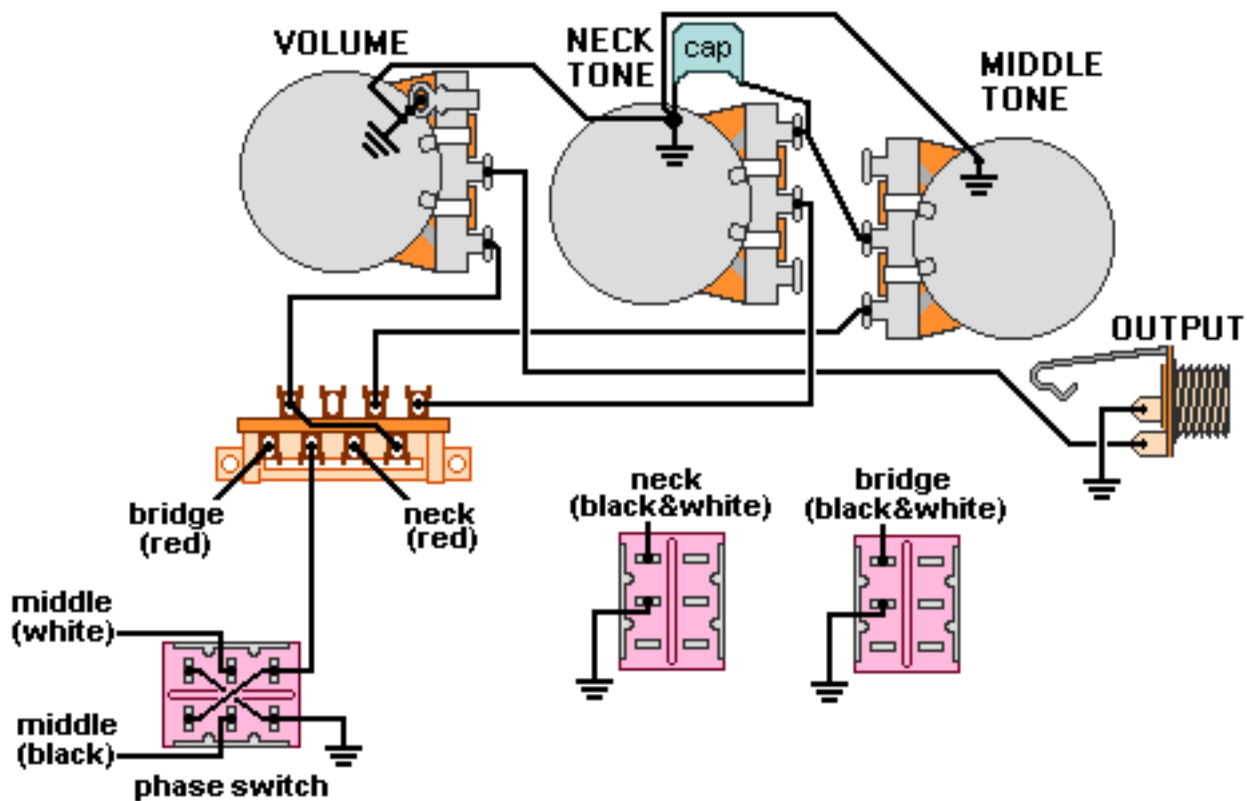 VOLUME
NECK
TONE
cap
MIDDLE
TONE
OUTPUT
bridge
(red)
neck
(red)
neck
(black&white)
bridge
(black&white)
middle
(white)
middle
(black)
phase switch